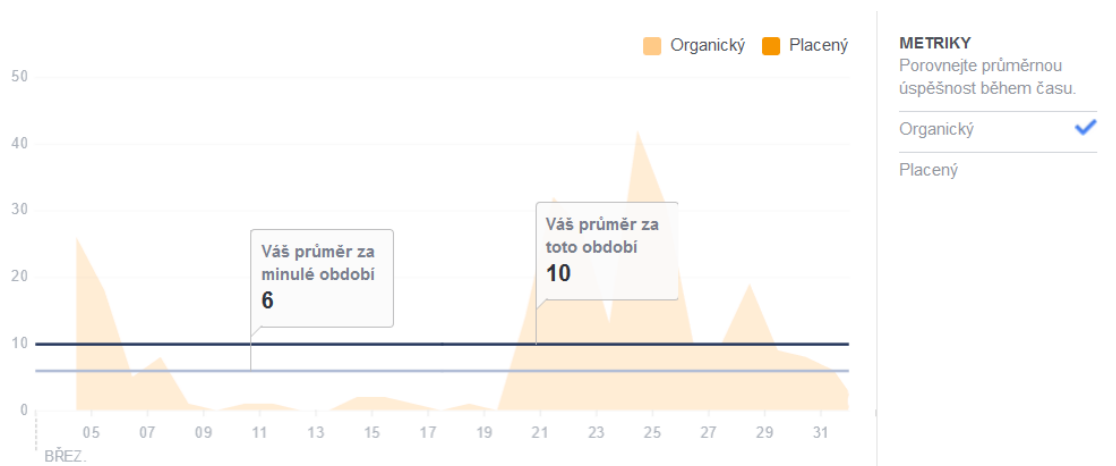 Organický Placený
METRIKY
Porovnejte průměrnou
úspěšnost během času.
Organický
Placený
50
40
30
20
10
0
Váš průměr za
minulé období
6
Váš průměr za
toto období
10
05 07 09 11 13 15 17 19 21 23 25 27 29 31
BŘEZ.